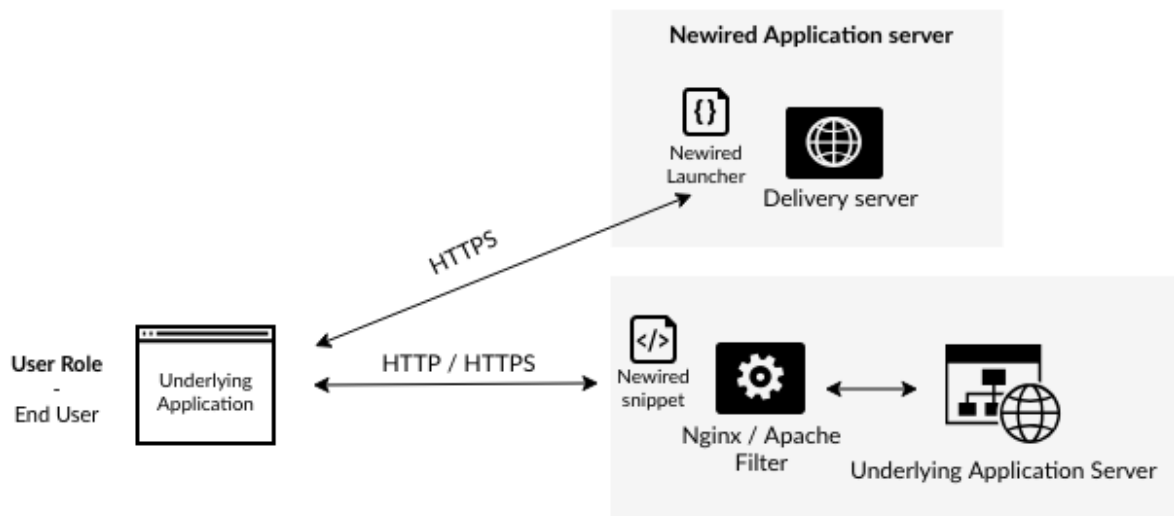 Newired Application server
{}
Newired
Launcher
Delivery server
HTTPS
User Role
-
End User
Underlying
Application
HTTP / HTTPS
</>
Newired
snippet
Nginx / Apache
Filter
Underlying Application Server